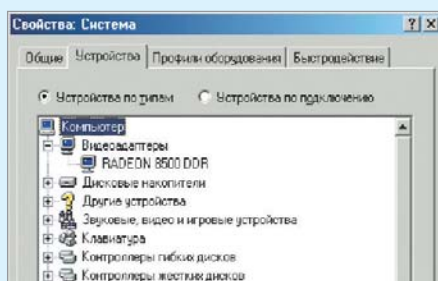 Свойства: Система
Общие Устройства Профили оборудования Быстродействие
Устройства по типам Устройства по подключению
Компьютер
Видеоадаптеры
RADEON 8500 DDR
Дисковые накопители
Другие устройства
Звуковые, видео и игровые устройства
Клавиатура
Контроллеры гибких дисков
Контроллеры жестких дисков